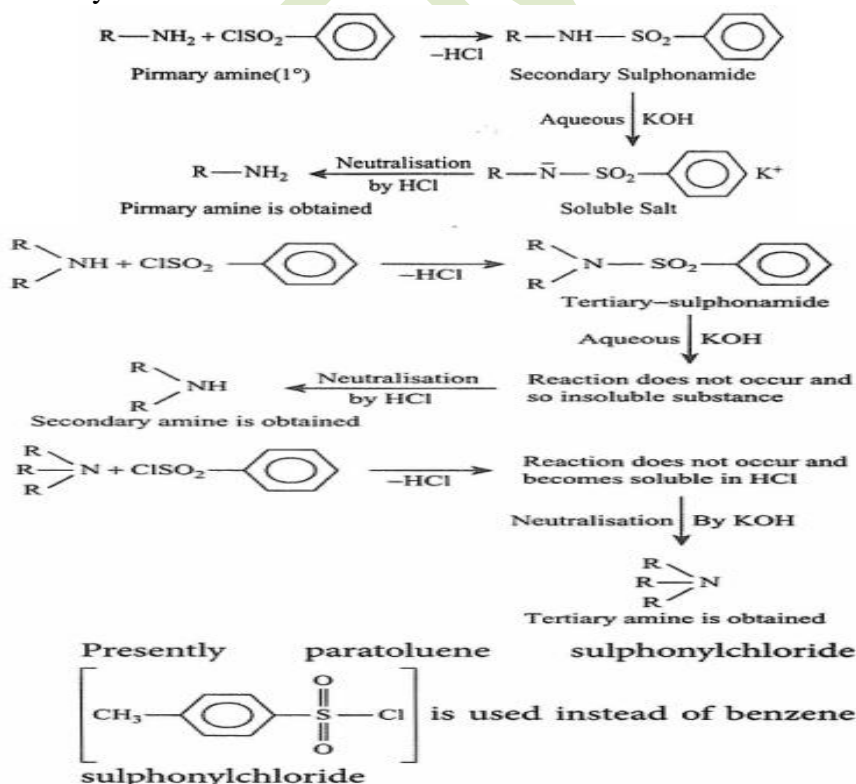 R—NH₂ + ClSO₂— —HCl R—NH—SO₂—
Pirmary amine(1°) Secondary Sulphonamide
Aqueous KOH
R—NH₂ Neutralisation by HCl R—N̄—SO₂— K⁺
Pirmary amine is obtained Soluble Salt
R
R NH + ClSO₂— –HCl R
R N—SO₂—
Tertiary–sulphonamide
Aqueous KOH
R
R NH Neutralisation by HCl Reaction does not occur and
so insoluble substance
Secondary amine is obtained
R
R—N + ClSO₂— –HCl Reaction does not occur and
R becomes soluble in HCl
Neutralisation By KOH
R
R—N
R
Tertiary amine is obtained
Presently paratoluene sulphonylchloride
O
CH₃— —S—Cl is used instead of benzene
O
sulphonylchloride